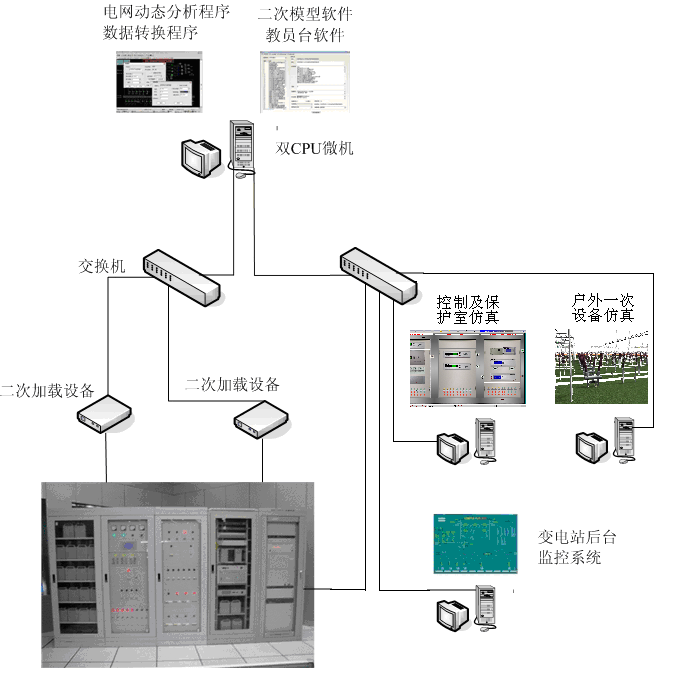 电网动态分析程序
数据转换程序
二次模型软件
教员台软件
双CPU微机
交换机
控制及保
护室仿真
户外一次
设备仿真
二次加载设备
二次加载设备
变电站后台
监控系统